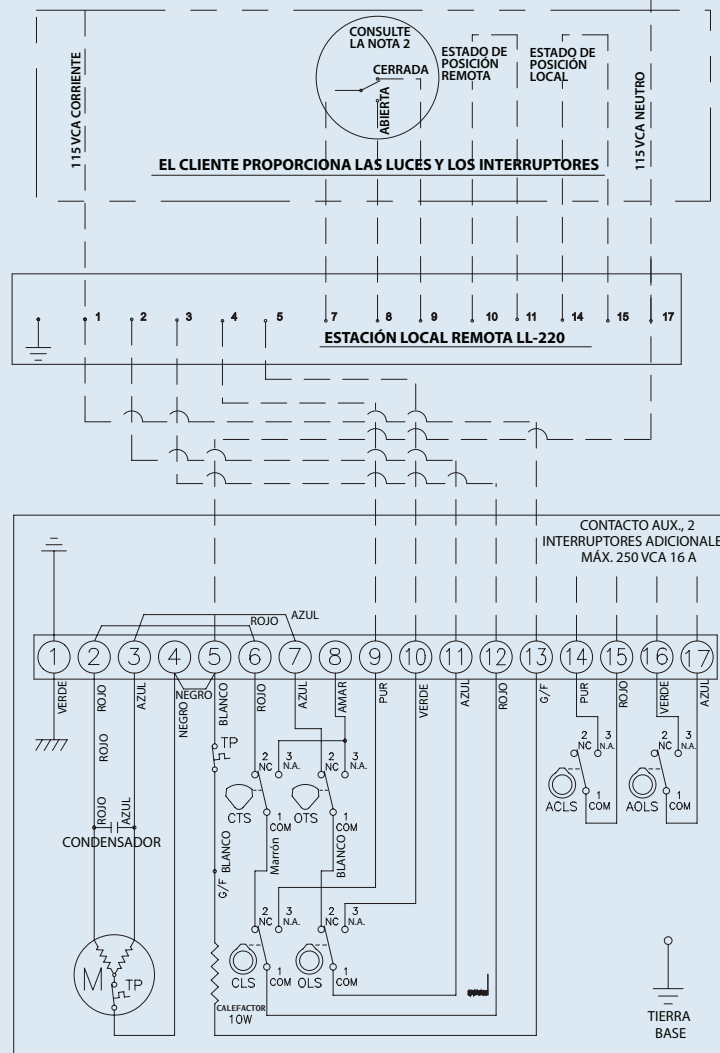 CONSULTE
LA NOTA 2
CERRADA
ABIERTA
ESTADO DE
POSICIÓN
REMOTA
ESTADO DE
POSICIÓN
LOCAL
115 VCA CORRIENTE
115 VCA NEUTRO
EL CLIENTE PROPORCIONA LAS LUCES Y LOS INTERRUPTORES
1 2 3 4 5 7 8 9 10 11 14 15 17
ESTACIÓN LOCAL REMOTA LL-220
CONTACTO AUX., 2
INTERRUPTORES ADICIONALE
MÁX. 250 VCA 16 A
ROJO AZUL
1 2 3 4 5 6 7 8 9 10 11 12 13 14 15 16 17
VERDE ROJO AZUL NEGRO NEGRO BLANCO ROJO AZUL AMAR PUR VERDE AZUL ROJO G/F PUR ROJO VERDE AZUL
ROJO
TP
2 NC 3 N.A. 2 NC 3 N.A. 2 NC 3 N.A. 2 NC 3 N.A.
CTS OTS ACLS AOLS
1 COM 1 COM 1 COM 1 COM
ROJO AZUL
CONDENSADOR
BLANCO Marrón BLANCO
G/F
2 NC 3 N.A. 2 NC 3 N.A.
CLS OLS
1 COM 1 COM
M TP
CALEFACTOR
10W
TIERRA
BASE